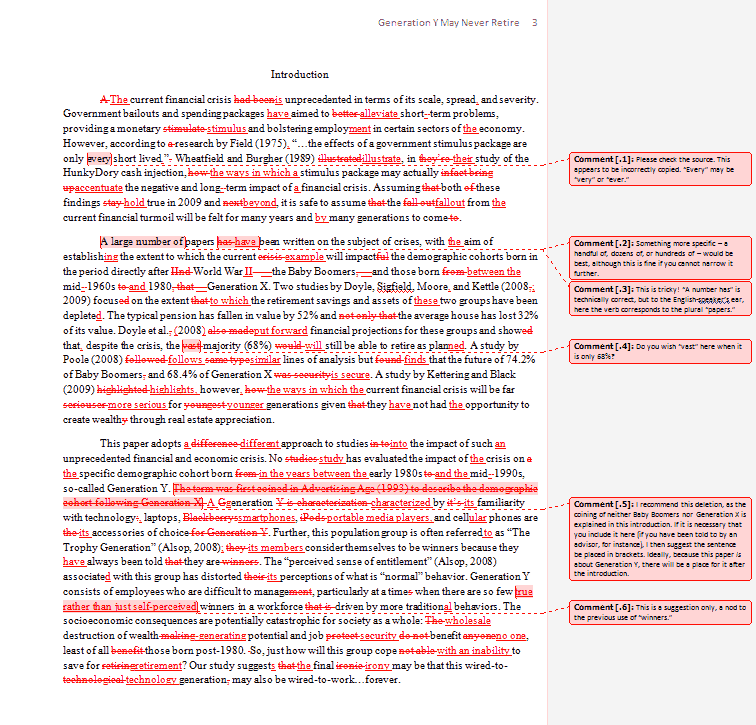 Generation Y May Never Retire 3
Introduction
A The current financial crisis had been is unprecedented in terms of its scale, spread, and severity.
Government bailouts and spending packages have aimed to better alleviate short-term problems,
providing a monetary stimulate stimulus and bolstering employment in certain sectors of the economy.
However, according to a research by Field (1975), “…the effects of a government stimulus package are
only every short lived.”. Wheatfield and Burgher (1989) illustrated illustrate, in they're their study of the
HunkyDory cash injection, how the ways in which a stimulus package may actually infact bring
up accentuate the negative and long-term impact of a financial crisis. Assuming that both of these
findings stay hold true in 2009 and next beyond, it is safe to assume that the fall out fallout from the
current financial turmoil will be felt for many years and by many generations to come to.
A large number of papers has have been written on the subject of crises, with the aim of
establishing the extent to which the current crisis example will impactful the demographic cohorts born in
the period directly after IInd World War II—the Baby Boomers,—and those born from between the
mid-1960s to and 1980, that—Generation X. Two studies by Doyle, Sigfield, Moore, and Kettle (2008,;
2009) focused on the extent that to which the retirement savings and assets of these two groups have been
depleted. The typical pension has fallen in value by 52% and not only that the average house has lost 32%
of its value. Doyle et al., (2008) also made put forward financial projections for these groups and showed
that, despite the crisis, the vast majority (68%) would will still be able to retire as planned. A study by
Poole (2008) followed follows same type similar lines of analysis but found finds that the future of 74.2%
of Baby Boomers, and 68.4% of Generation X was security is secure. A study by Kettering and Black
(2009) highlighted highlights, however, how the ways in which the current financial crisis will be far
seriouser more serious for youngest younger generations given that they have not had the opportunity to
create wealthy through real estate appreciation.
This paper adopts a difference different approach to studies in to into the impact of such an
unprecedented financial and economic crisis. No studies study has evaluated the impact of the crisis on a
the specific demographic cohort born from in the years between the early 1980s to and the mid-1990s,
so-called Generation Y. The term was first coined in Advertising Age (1993) to describe the demographic
cohort following Generation X]. A Ggeneration Y is characterization characterized by it's its familiarity
with technology:, laptops, Blackberrys smartphones, iPods portable media players, and cellular phones are
the its accessories of choice for Generation Y. Further, this population group is often referred to as “The
Trophy Generation” (Alsop, 2008); they its members consider themselves to be winners because they
have always been told that they are winners. The “perceived sense of entitlement” (Alsop, 2008)
associated with this group has distorted their its perceptions of what is “normal” behavior. Generation Y
consists of employees who are difficult to management, particularly at a times when there are so few true
rather than just self-perceived winners in a workforce that is driven by more traditional behaviors. The
socioeconomic consequences are potentially catastrophic for society as a whole: The wholesale
destruction of wealth making-generating potential and job protect security do not benefit anyone no one,
least of all benefit those born post-1980. So, just how will this group cope not able with an inability to
save for retiring retirement? Our study suggests that the final ironic irony may be that this wired-to-
technological technology generation, may also be wired-to-work…forever.
Comment [.1]: Please check the source. This
appears to be incorrectly copied. “Every” may be
“very” or “ever.”
Comment [.2]: Something more specific – a
handful of, dozens of, or hundreds of – would be
best, although this is fine if you cannot narrow it
further.
Comment [.3]: This is tricky! “A number has” is
technically correct, but to the English-speaker's ear,
here the verb corresponds to the plural “papers.”
Comment [.4]: Do you wish “vast” here when it
is only 68%?
Comment [.5]: I recommend this deletion, as the
coining of neither Baby Boomers nor Generation X is
explained in this introduction. If it is necessary that
you include it here (if you have been told to by an
advisor, for instance), I then suggest the sentence
be placed in brackets. Ideally, because this paper is
about Generation Y, there will be a place for it after
the introduction.
Comment [.6]: This is a suggestion only, a nod to
the previous use of “winners.”